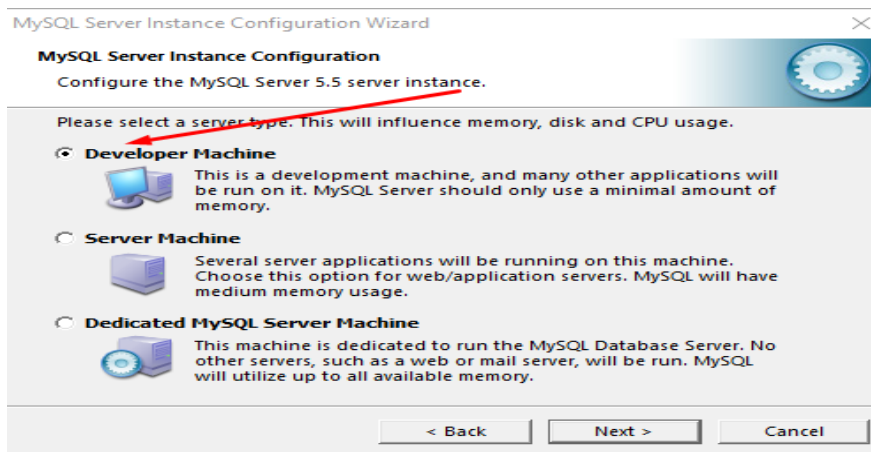 MySQL Server Instance Configuration Wizard
MySQL Server Instance Configuration
Configure the MySQL Server 5.5 server instance.
Please select a server type. This will influence memory, disk and CPU usage.
Developer Machine
This is a development machine, and many other applications will
be run on it. MySQL Server should only use a minimal amount of
memory.
Server Machine
Several server applications will be running on this machine.
Choose this option for web/application servers. MySQL will have
medium memory usage.
Dedicated MySQL Server Machine
This machine is dedicated to run the MySQL Database Server. No
other servers, such as a web or mail server, will be run. MySQL
will utilize up to all available memory.
< Back Next > Cancel